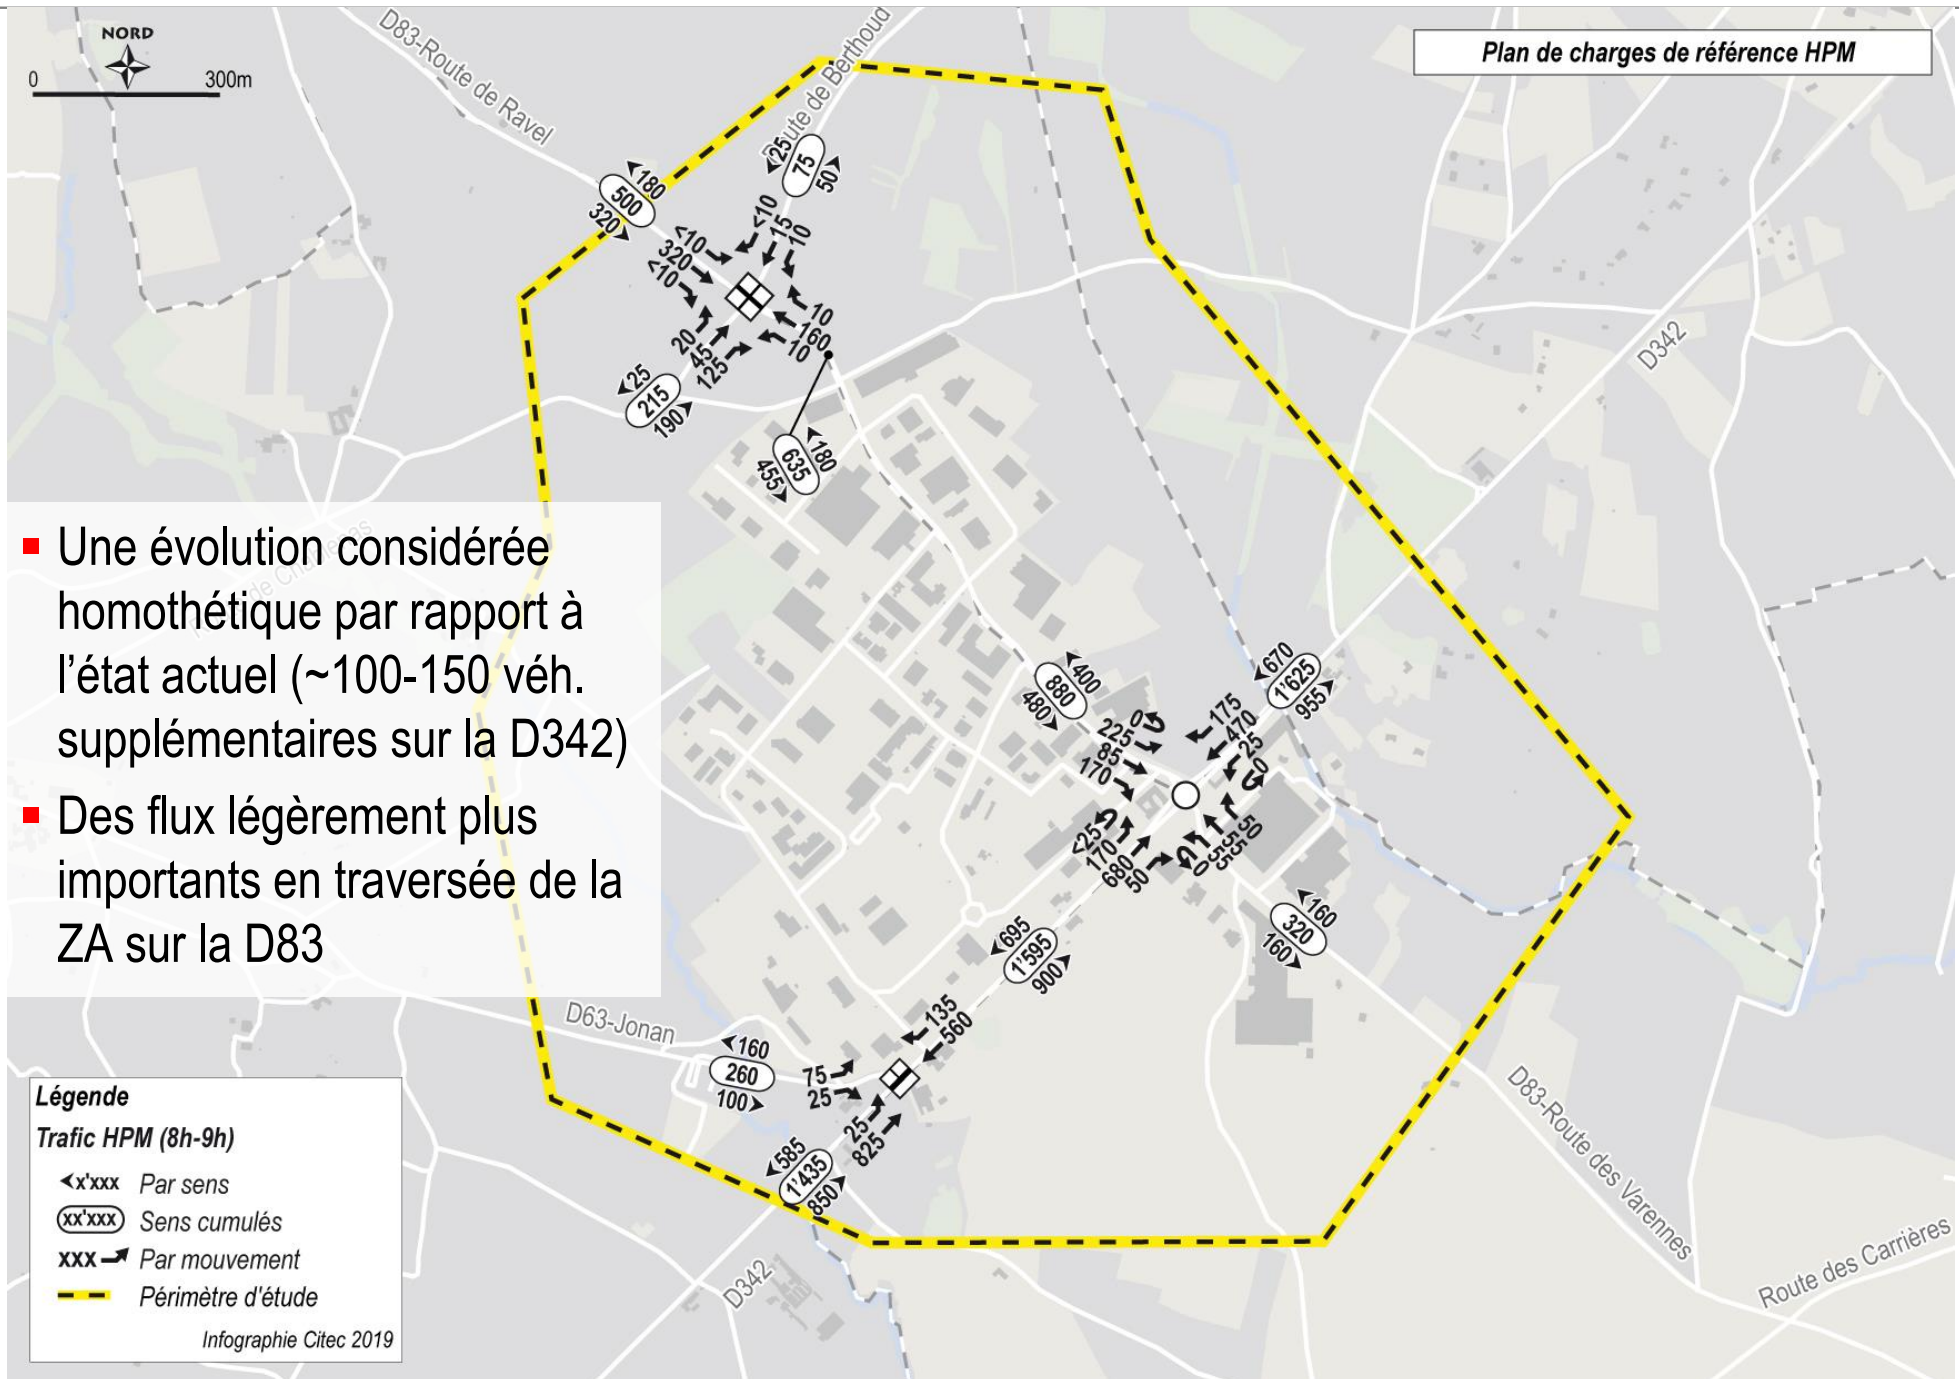 NORD
0 300m
Plan de charges de référence HPM
D83-Route de Ravel
Route de Berthoud
25
75
50
180
500
320
<10
15
10
<10
320
<10
10
160
10
20
45
125
25
215
190
180
635
455
▪ Une évolution considérée
homothétique par rapport à
l'état actuel (~100-150 véh.
supplémentaires sur la D342)
▪ Des flux légèrement plus
importants en traversée de la
ZA sur la D83
D342
400
880
480
670
1'625
955
0
225
85
170
175
470
25
0
<25
170
680
50
50
55
55
0
695
1'595
900
160
320
160
135
560
D63-Jonan
160
260
100
75
25
25
825
585
1'435
850
D342
D83-Route des Varennes
Route des Carrières
Légende
Trafic HPM (8h-9h)
x'xxx Par sens
xx'xxx Sens cumulés
xxx Par mouvement
Périmètre d'étude
Infographie Citec 2019